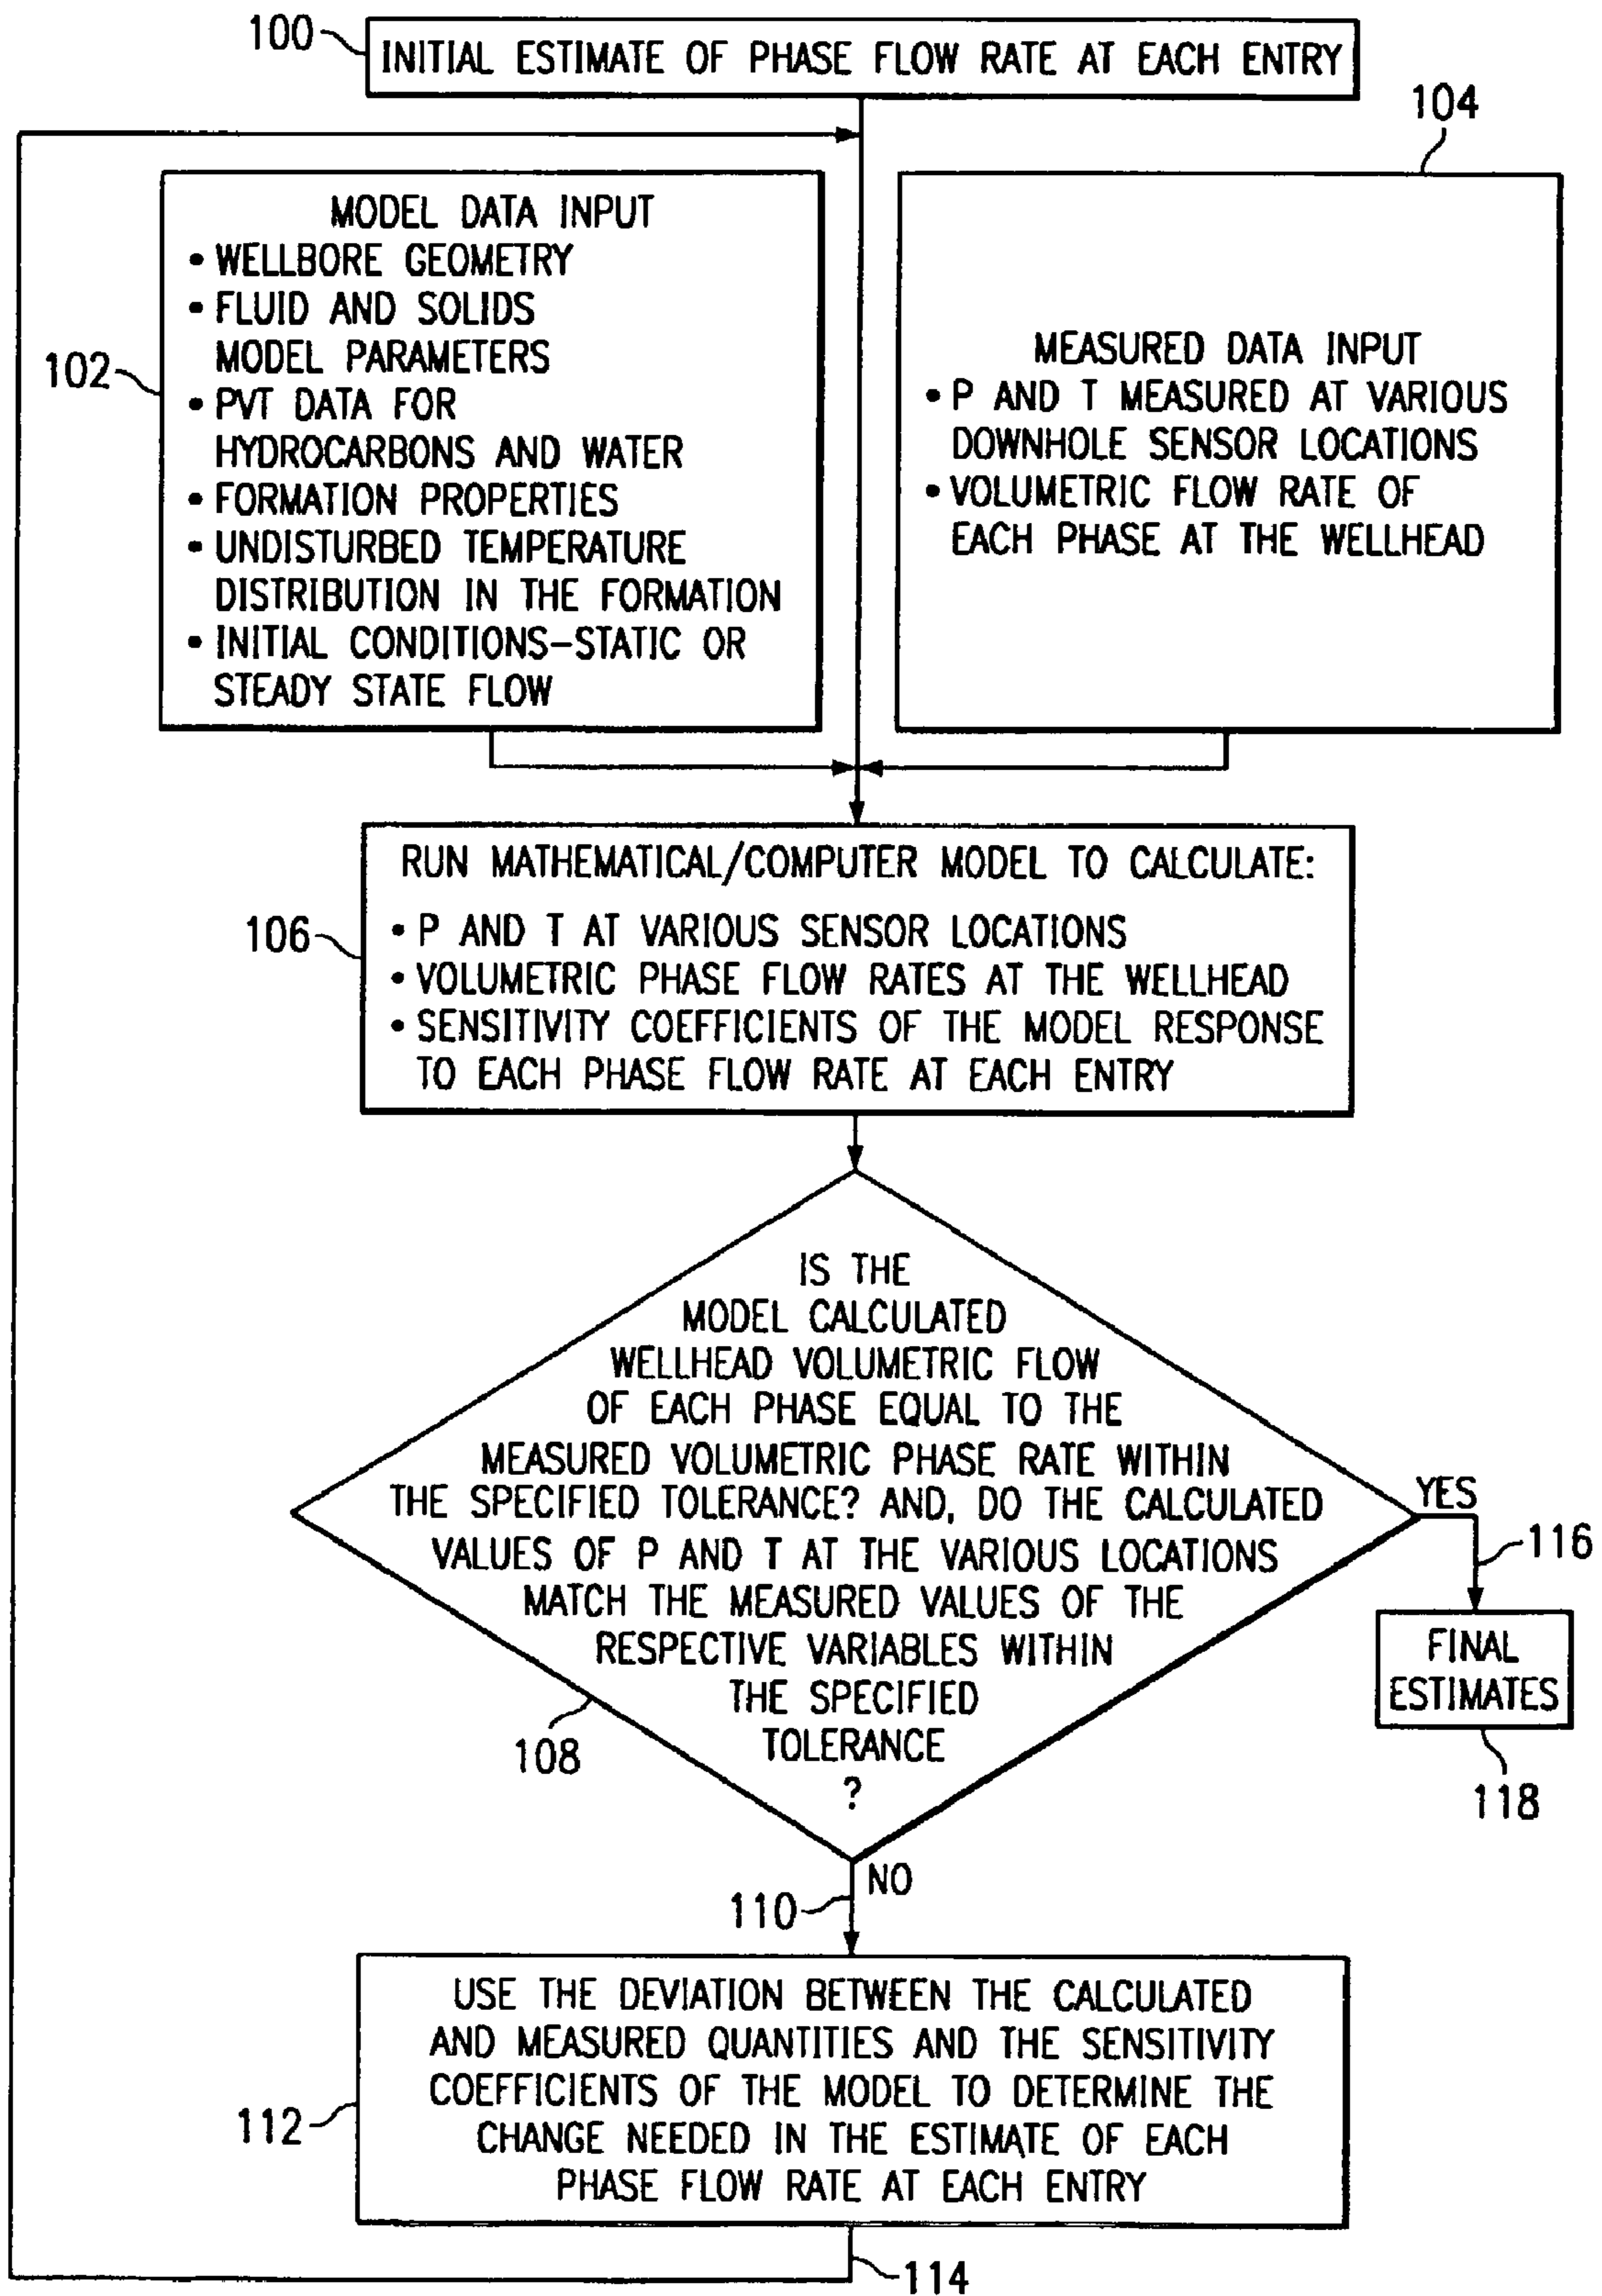 100
INITIAL ESTIMATE OF PHASE FLOW RATE AT EACH ENTRY
104
102
MODEL DATA INPUT
• WELLBORE GEOMETRY
• FLUID AND SOLIDS
MODEL PARAMETERS
• PVT DATA FOR
HYDROCARBONS AND WATER
• FORMATION PROPERTIES
• UNDISTURBED TEMPERATURE
DISTRIBUTION IN THE FORMATION
• INITIAL CONDITIONS–STATIC OR
STEADY STATE FLOW
MEASURED DATA INPUT
• P AND T MEASURED AT VARIOUS
DOWNHOLE SENSOR LOCATIONS
• VOLUMETRIC FLOW RATE OF
EACH PHASE AT THE WELLHEAD
106
RUN MATHEMATICAL/COMPUTER MODEL TO CALCULATE:
• P AND T AT VARIOUS SENSOR LOCATIONS
• VOLUMETRIC PHASE FLOW RATES AT THE WELLHEAD
• SENSITIVITY COEFFICIENTS OF THE MODEL RESPONSE
TO EACH PHASE FLOW RATE AT EACH ENTRY
IS THE
MODEL CALCULATED
WELLHEAD VOLUMETRIC FLOW
OF EACH PHASE EQUAL TO THE
MEASURED VOLUMETRIC PHASE RATE WITHIN
THE SPECIFIED TOLERANCE? AND, DO THE CALCULATED
VALUES OF P AND T AT THE VARIOUS LOCATIONS
MATCH THE MEASURED VALUES OF THE
RESPECTIVE VARIABLES WITHIN
THE SPECIFIED
TOLERANCE
?
108
YES
116
FINAL
ESTIMATES
118
NO
110
112
USE THE DEVIATION BETWEEN THE CALCULATED
AND MEASURED QUANTITIES AND THE SENSITIVITY
COEFFICIENTS OF THE MODEL TO DETERMINE THE
CHANGE NEEDED IN THE ESTIMATE OF EACH
PHASE FLOW RATE AT EACH ENTRY
114